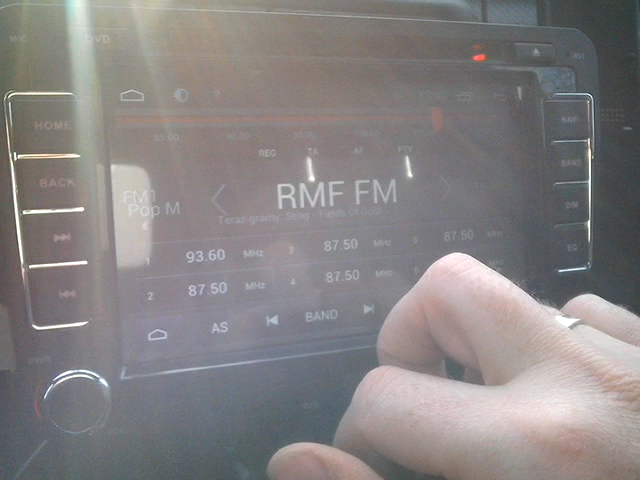 DVD
HOME
BACK
NAVI
BAND
DIM
EQ
REG TA AF PTY
FM1
Pop M
RMF FM
Teraz gramy: Sting - Fields Of Gold
1 93.60 MHz 3 87.50 MHz 5 87.50 MHz
2 87.50 MHz 4 87.50 MHz
AS BAND